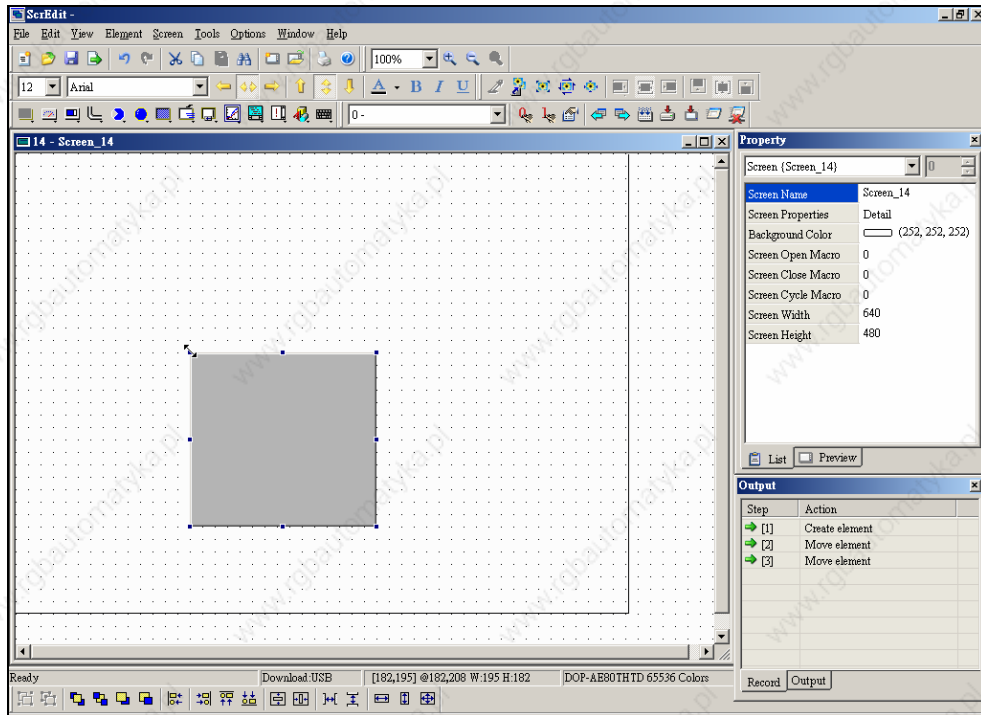 ScrEdit -
File Edit View Element Screen Tools Options Window Help
100%
12 Arial A - B I U
0 -
14 - Screen_14
Property
Screen {Screen_14} 0
Screen Name Screen_14
Screen Properties Detail
Background Color (252, 252, 252)
Screen Open Macro 0
Screen Close Macro 0
Screen Cycle Macro 0
Screen Width 640
Screen Height 480
List Preview
Output
Step Action
[1] Create element
[2] Move element
[3] Move element
Record Output
Ready Download:USB [182,195] @182,208 W:195 H:182 DOP-AE80THTD 65536 Colors
www.rgbautomatyka.pl